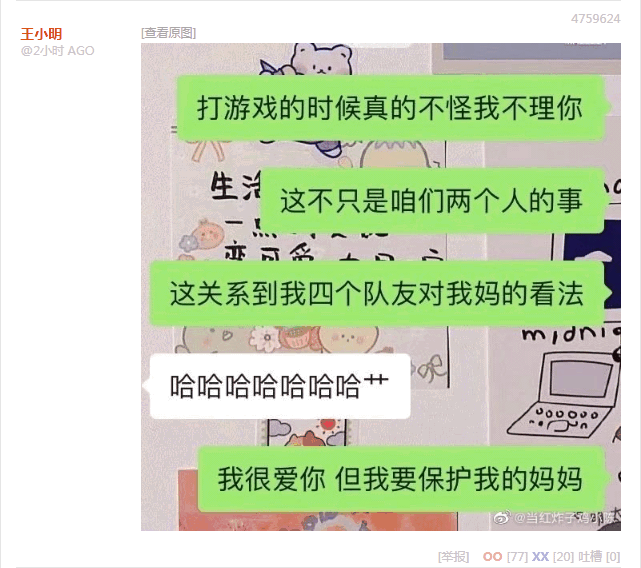 4759624
王小明
@2小时 AGO
[查看原图]
打游戏的时候真的不怪我不理你
生活
这不只是咱们两个人的事
这关系到我四个队友对我妈的看法
midnig
哈哈哈哈哈哈哈艹
我很爱你 但我要保护我的妈妈
@当红炸子鸡小陈
[举报] OO [77] XX [20] 吐槽 [0]